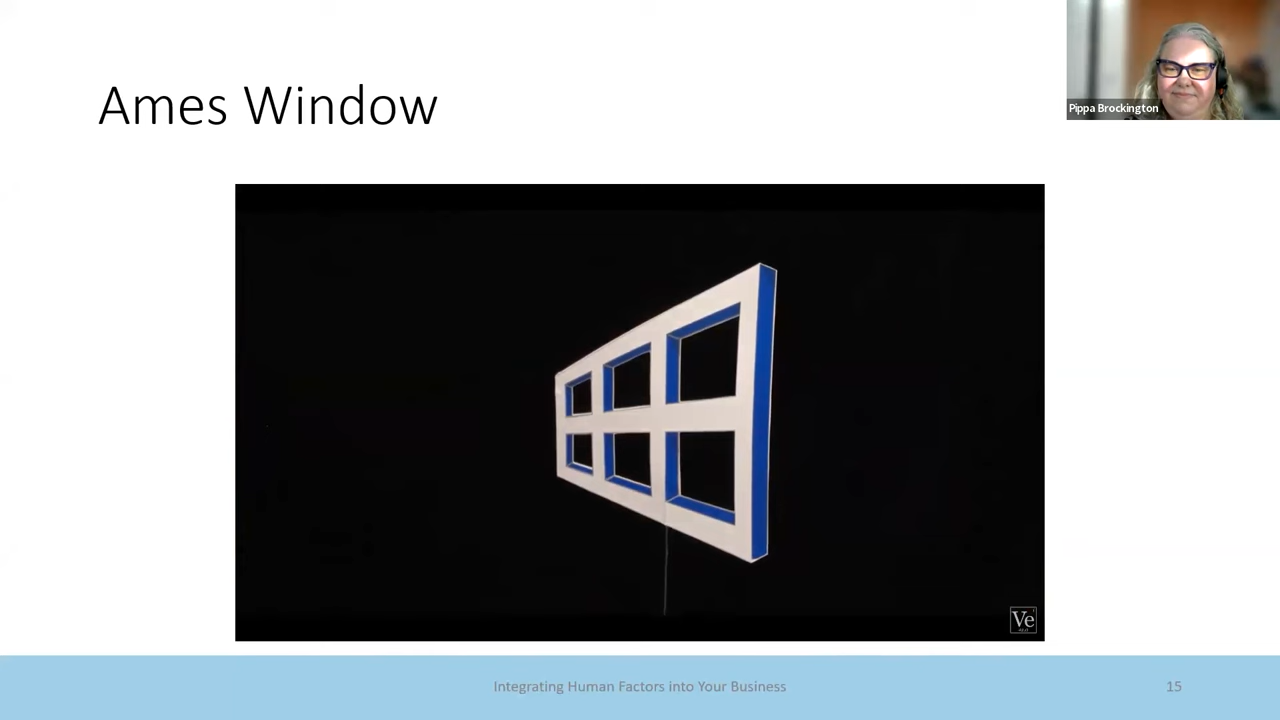 Ames Window
Pippa Brockington
Ve
Integrating Human Factors into Your Business
15